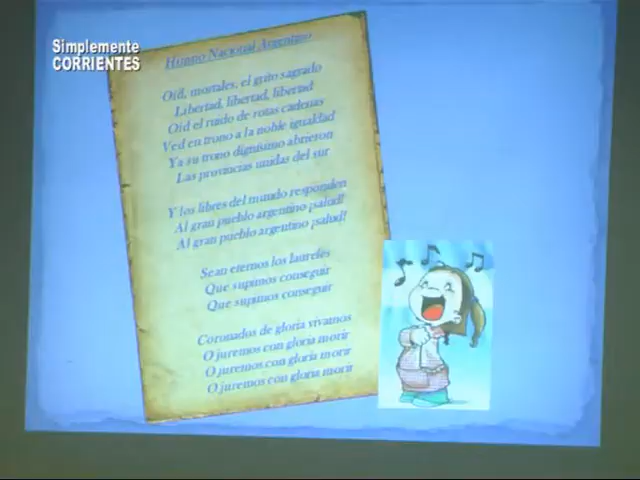 Simplemente
CORRIENTES
Himno Nacional Argentino
Oíd, mortales, el grito sagrado
Libertad, libertad, libertad
Oíd el ruido de rotas cadenas
Ved en trono a la noble igualdad
Ya su trono dignísimo abrieron
Las provincias unidas del sur
Y los libres del mundo responden
Al gran pueblo argentino ¡salud!
Al gran pueblo argentino ¡salud!
Sean eternos los laureles
Que supimos conseguir
Que supimos conseguir
Coronados de gloria vivamos
O juremos con gloria morir
O juremos con gloria morir
O juremos con gloria morir